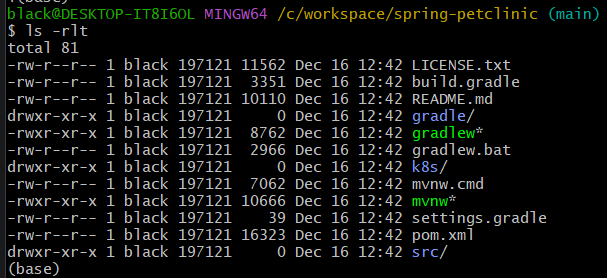 (base)
black@DESKTOP-IT8I6OL MINGW64 /c/workspace/spring-petclinic (main)
$ ls -rlt
total 81
-rw-r--r-- 1 black 197121 11562 Dec 16 12:42 LICENSE.txt
-rw-r--r-- 1 black 197121  3351 Dec 16 12:42 build.gradle
-rw-r--r-- 1 black 197121 10110 Dec 16 12:42 README.md
drwxr-xr-x 1 black 197121     0 Dec 16 12:42 gradle/
-rwxr-xr-x 1 black 197121  8762 Dec 16 12:42 gradlew*
-rw-r--r-- 1 black 197121  2966 Dec 16 12:42 gradlew.bat
drwxr-xr-x 1 black 197121     0 Dec 16 12:42 k8s/
-rw-r--r-- 1 black 197121  7062 Dec 16 12:42 mvnw.cmd
-rwxr-xr-x 1 black 197121 10666 Dec 16 12:42 mvnw*
-rw-r--r-- 1 black 197121    39 Dec 16 12:42 settings.gradle
-rw-r--r-- 1 black 197121 16323 Dec 16 12:42 pom.xml
drwxr-xr-x 1 black 197121     0 Dec 16 12:42 src/
(base)